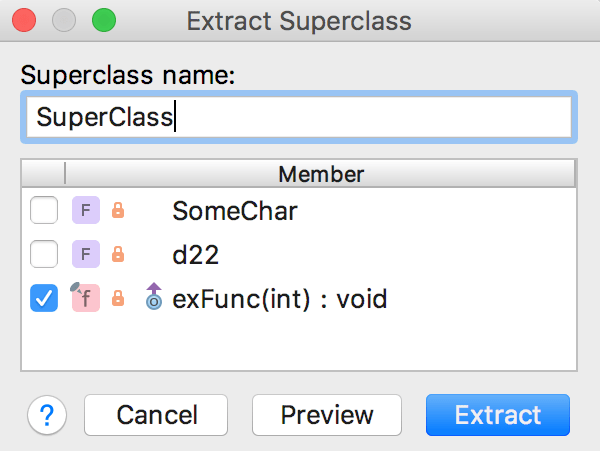 Extract Superclass
Superclass name:
SuperClass
Member
F SomeChar
F d22
f O exFunc(int) : void
? Cancel Preview Extract